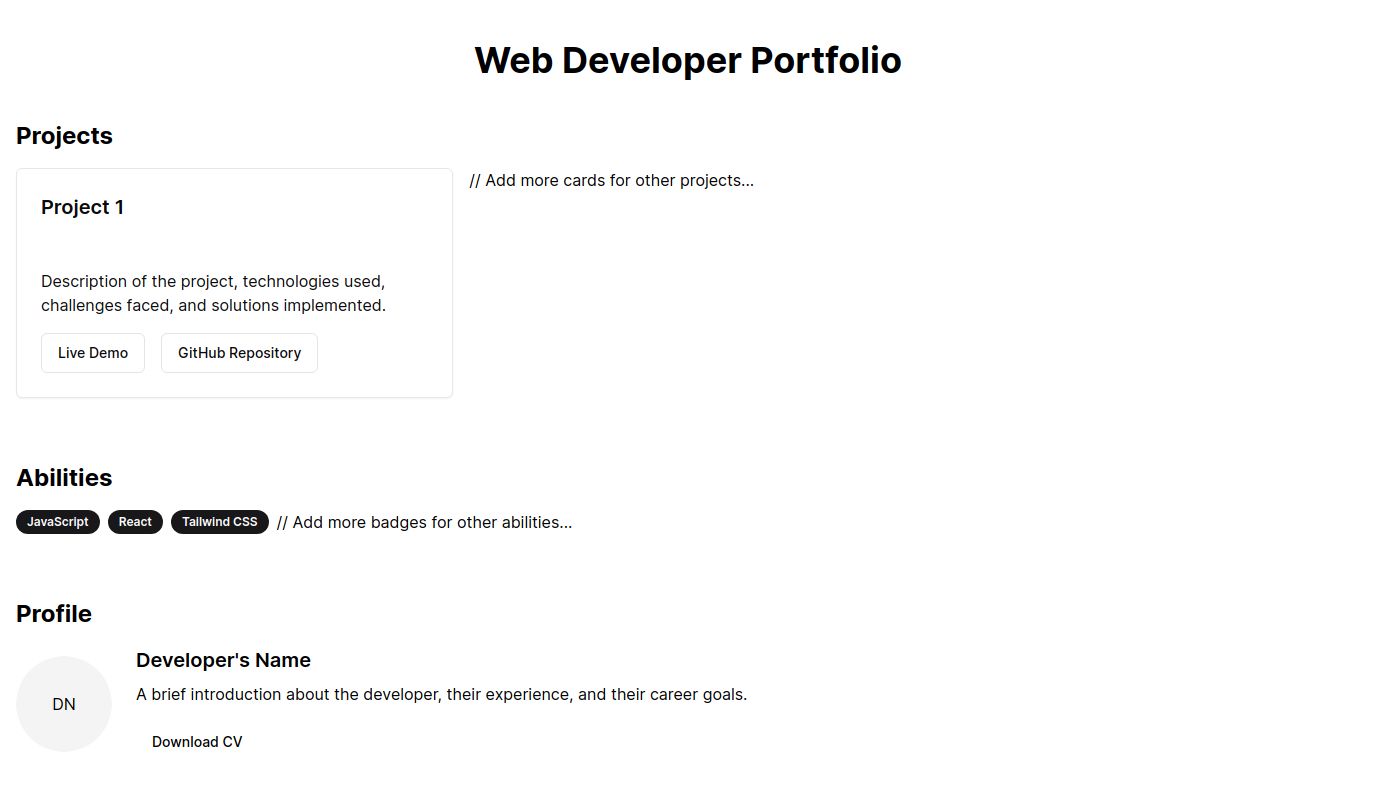 Web Developer Portfolio
Projects
Project 1
// Add more cards for other projects...
Description of the project, technologies used,
challenges faced, and solutions implemented.
Live Demo
GitHub Repository
Abilities
JavaScript
React
Tailwind CSS
// Add more badges for other abilities...
Profile
DN
Developer's Name
A brief introduction about the developer, their experience, and their career goals.
Download CV